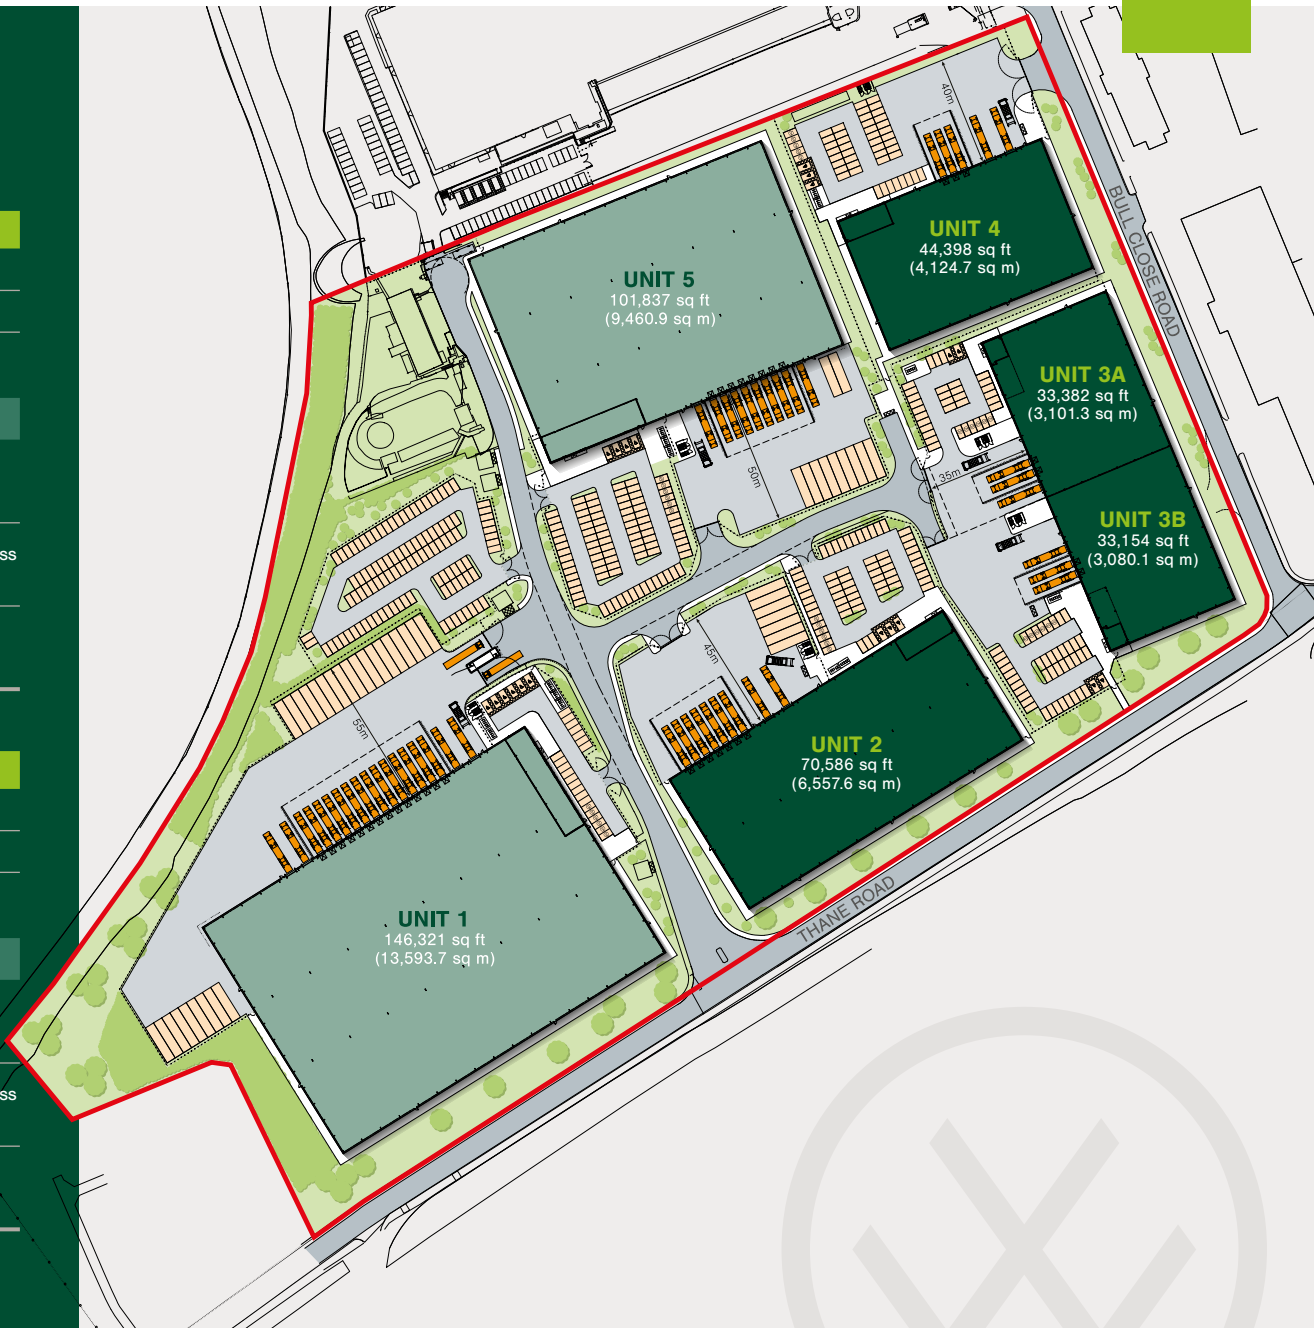 40m
BULL CLOSE ROAD
UNIT 4
44,398 sq ft
(4,124.7 sq m)
UNIT 5
101,837 sq ft
(9,460.9 sq m)
UNIT 3A
33,382 sq ft
(3,101.3 sq m)
50m
35m
UNIT 3B
33,154 sq ft
(3,080.1 sq m)
ss
45m
55m
UNIT 2
70,586 sq ft
(6,557.6 sq m)
THANE ROAD
UNIT 1
146,321 sq ft
(13,593.7 sq m)
ss